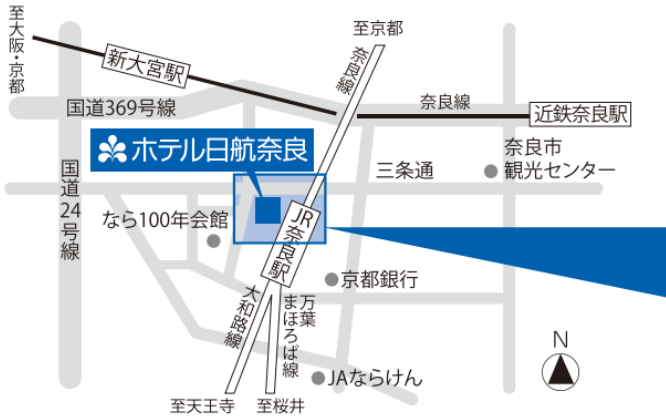 至大阪・京都
至京都
新大宮駅
奈良線
国道369号線
奈良線
近鉄奈良駅
ホテル日航奈良
奈良市
観光センター
三条通
国道24号線
なら100年会館
JR奈良駅
京都銀行
大和路線
万葉
まほろば線
N
JAならけん
至天王寺
至桜井